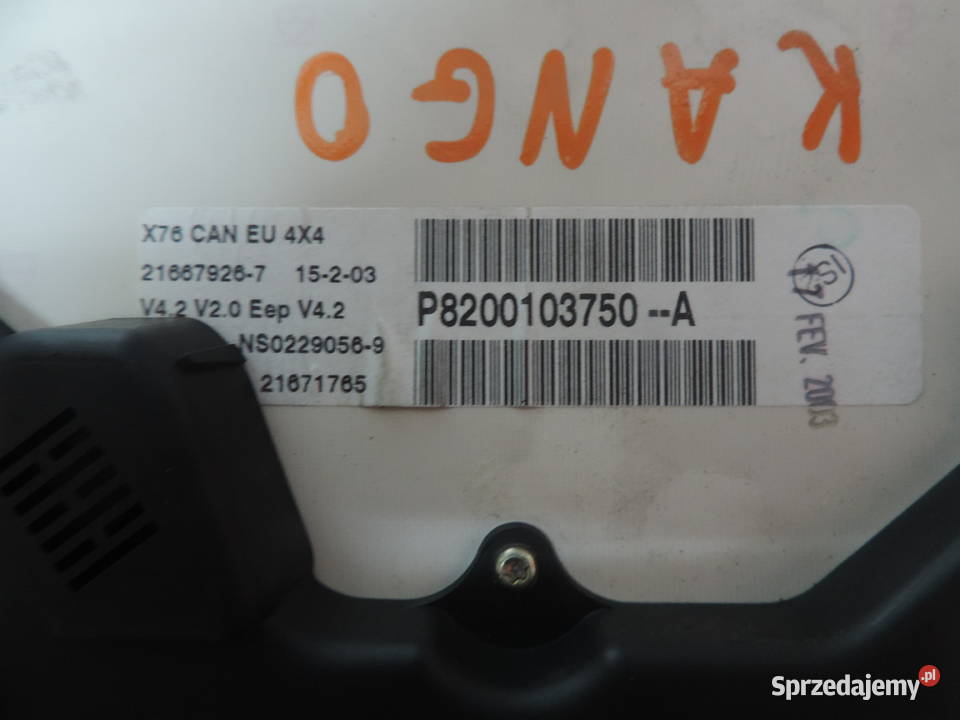 KANGO
X76 CAN EU 4X4
21667926-7 15-2-03
V4.2 V2.0 Eep V4.2
-NS0229056-9
21671765
P8200103750 --A
17 FEV. 2003
Sprzedajemy.pl